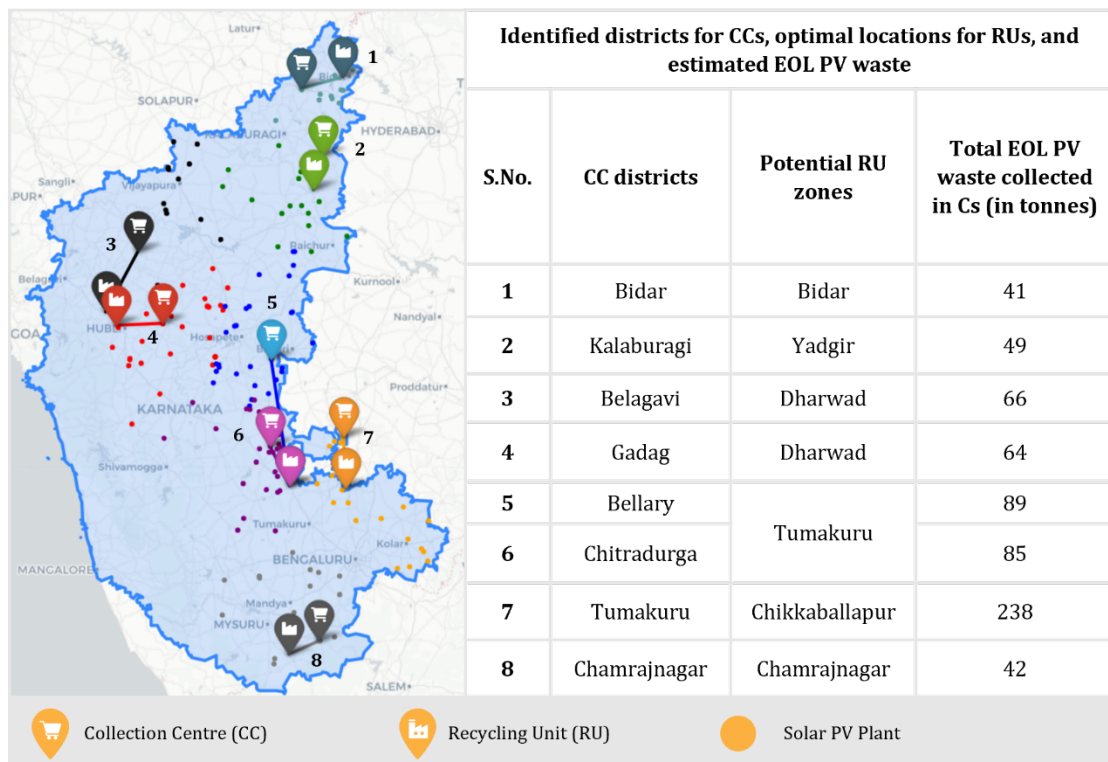 Latur
1
Bidar
SOLAPUR
KALABURAGI
HYDERABAD
2
Sangli
Vijayapura
3
Raichur
Belagavi
5
Kurnool
GOA
HUBLI
4
Hosapete
Nandyal
Proddatur
KARNATAKA
6
7
Shivamogga
Tumakuru
Kolar
BENGALURU
MANGALORE
Mandya
MYSURU
8
SALEM
Identified districts for CCs, optimal locations for RUs, and
estimated EOL PV waste
S.No.
CC districts
Potential RU
zones
Total EOL PV
waste collected
in Cs (in tonnes)
1 Bidar Bidar 41
2 Kalaburagi Yadgir 49
3 Belagavi Dharwad 66
4 Gadag Dharwad 64
5 Bellary Tumakuru 89
6 Chitradurga 85
7 Tumakuru Chikkaballapur 238
8 Chamrajnagar Chamrajnagar 42
Collection Centre (CC) Recycling Unit (RU) Solar PV Plant